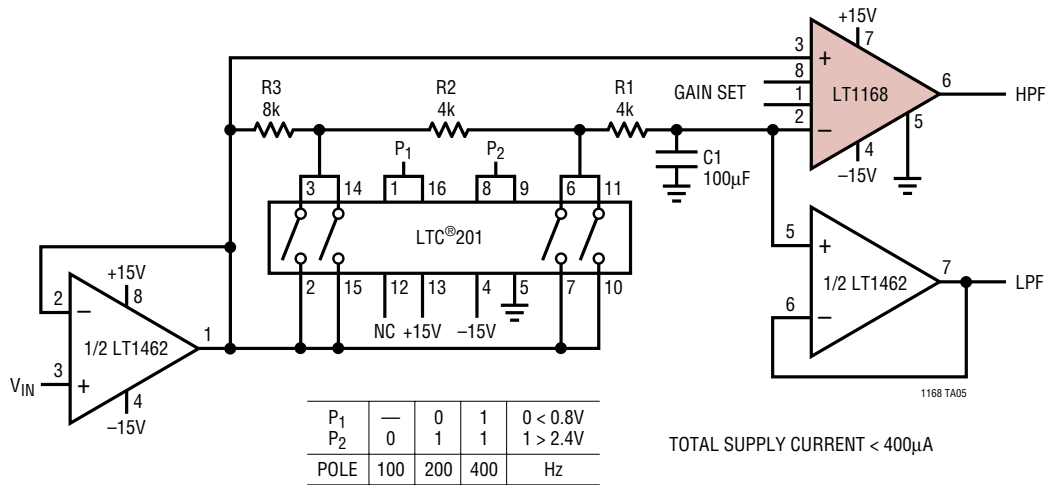 +15V
3
7
+
8
GAIN SET
1
LT1168
6
HPF
2
−
5
4
−15V
R3
8k
R2
4k
R1
4k
P1
P2
C1
100µF
3
14
1
16
8
9
6
11
LTC®201
2
15
12
13
4
5
7
10
NC
+15V
−15V
5
+
1/2 LT1462
7
LPF
6
−
+15V
2
8
−
1/2 LT1462
1
VIN
3
+
4
−15V
1168 TA05
P1 — 0 1 0 < 0.8V
P2 0 1 1 1 > 2.4V
POLE 100 200 400 Hz
TOTAL SUPPLY CURRENT < 400µA